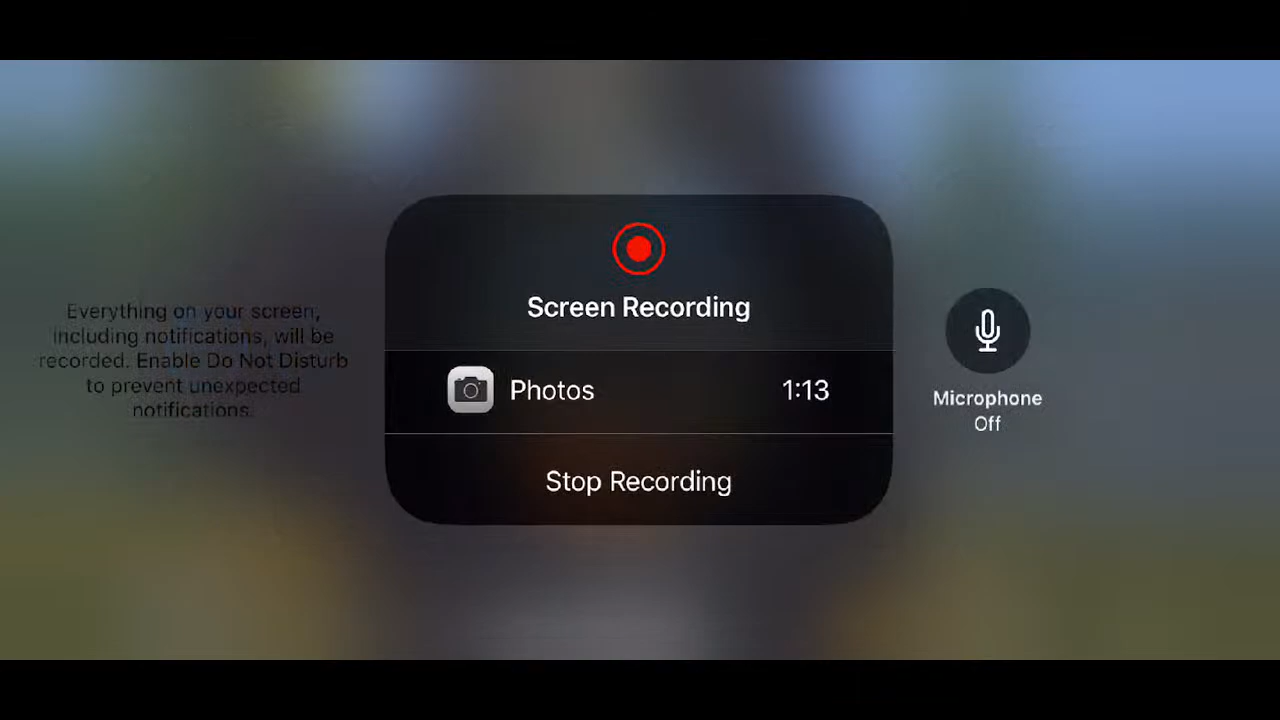 Everything on your screen,
including notifications, will be
recorded. Enable Do Not Disturb
to prevent unexpected
notifications.
Screen Recording
Photos 1:13
Stop Recording
Microphone
Off